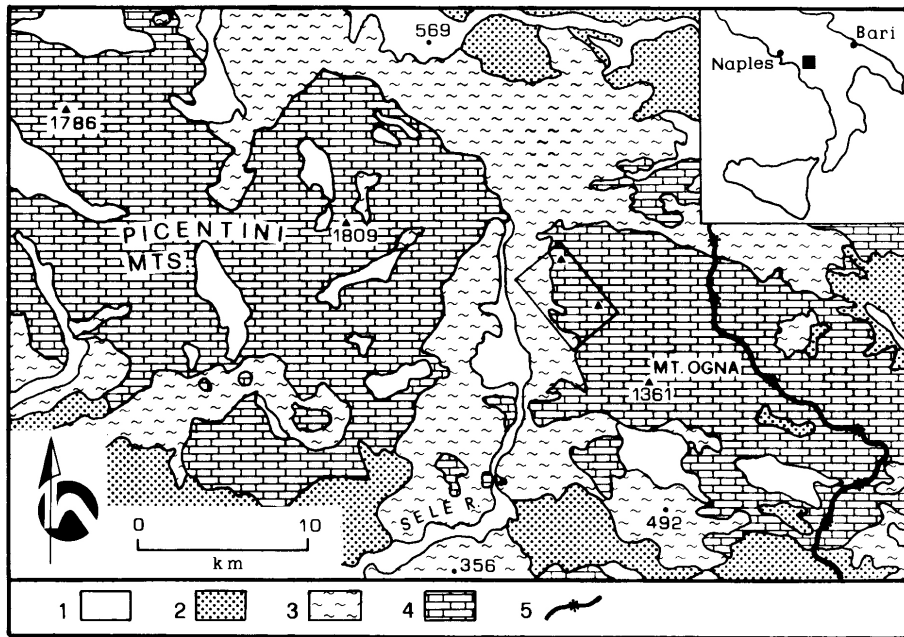 569
Bari
Naples
1786
PICENTINI
MTS.
1809
MT. OGNA
1361
SELE R.
492
356
0 10
km
1 2 3 4 5